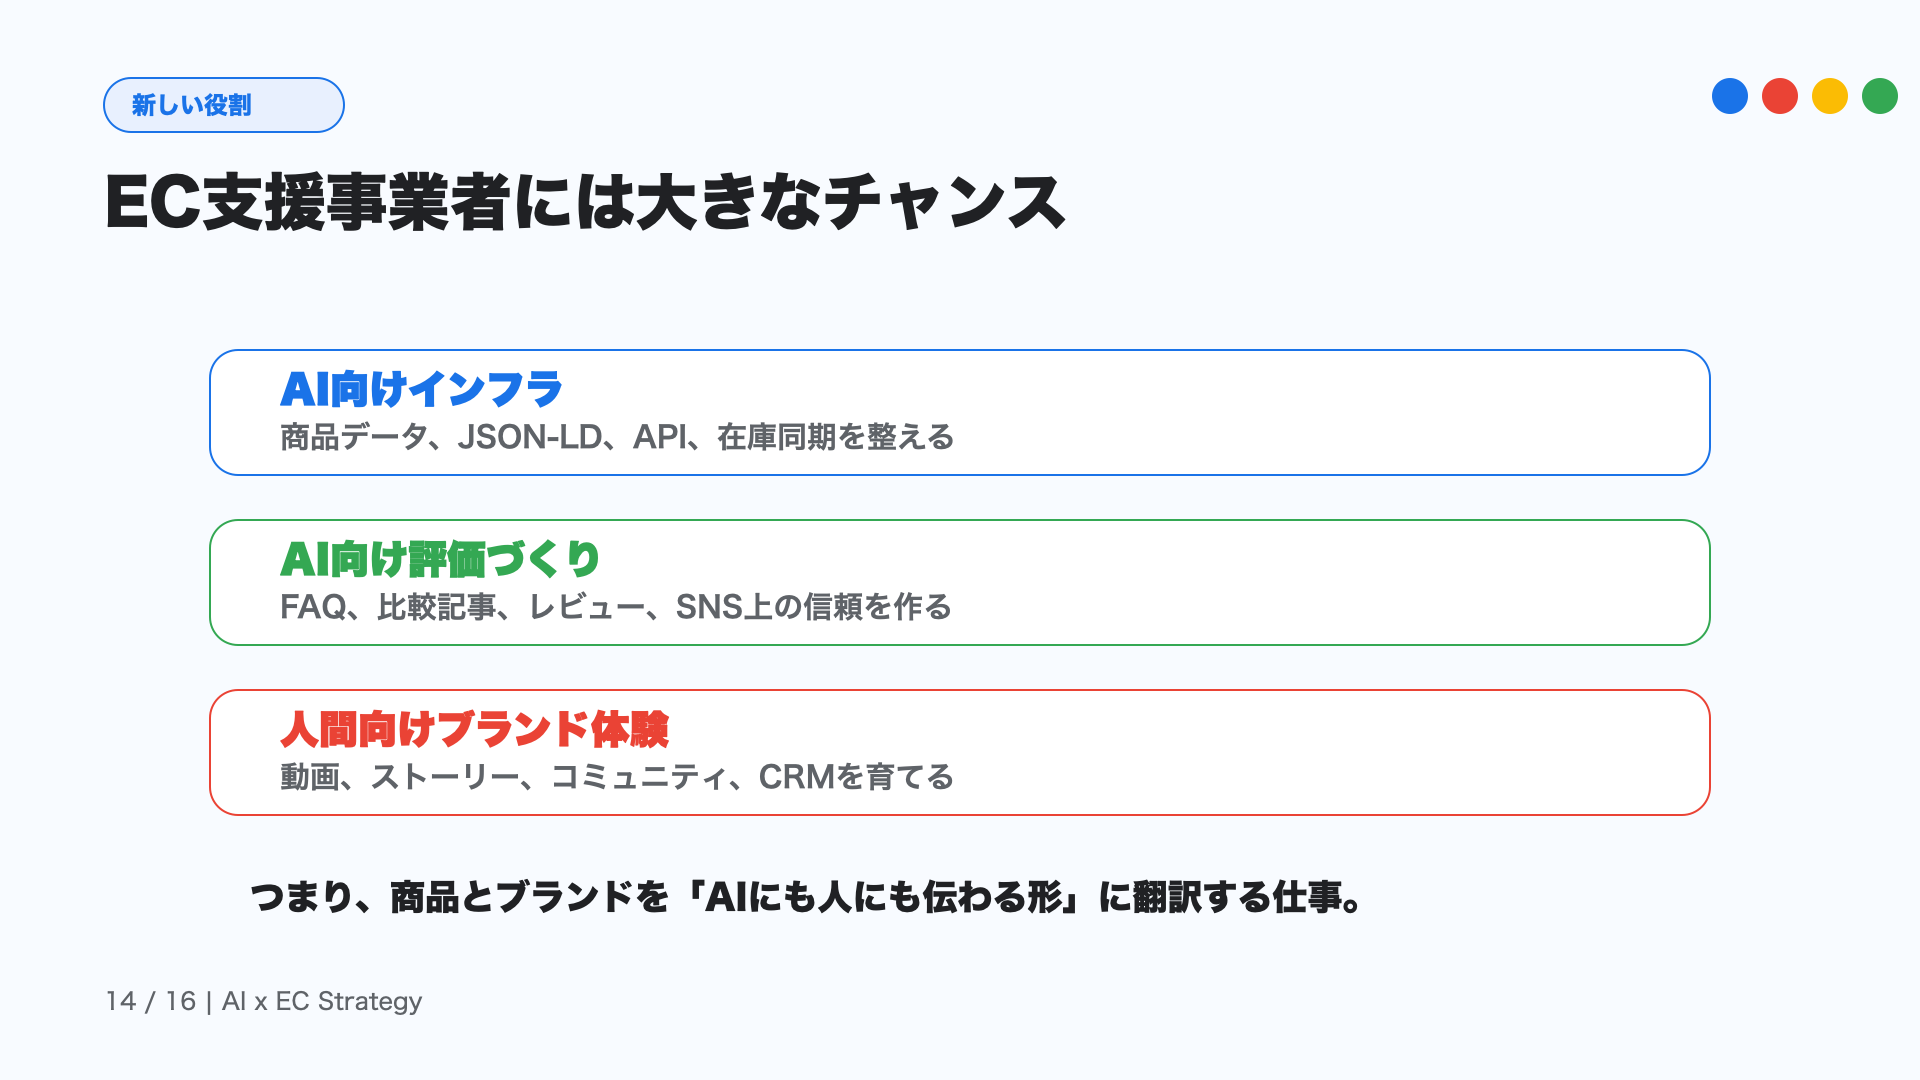 新しい役割
EC支援事業者には大きなチャンス
AI向けインフラ
商品データ、JSON-LD、API、在庫同期を整える
AI向け評価づくり
FAQ、比較記事、レビュー、SNS上の信頼を作る
人間向けブランド体験
動画、ストーリー、コミュニティ、CRMを育てる
つまり、商品とブランドを「AIにも人にも伝わる形」に翻訳する仕事。
14 / 16 | AI x EC Strategy